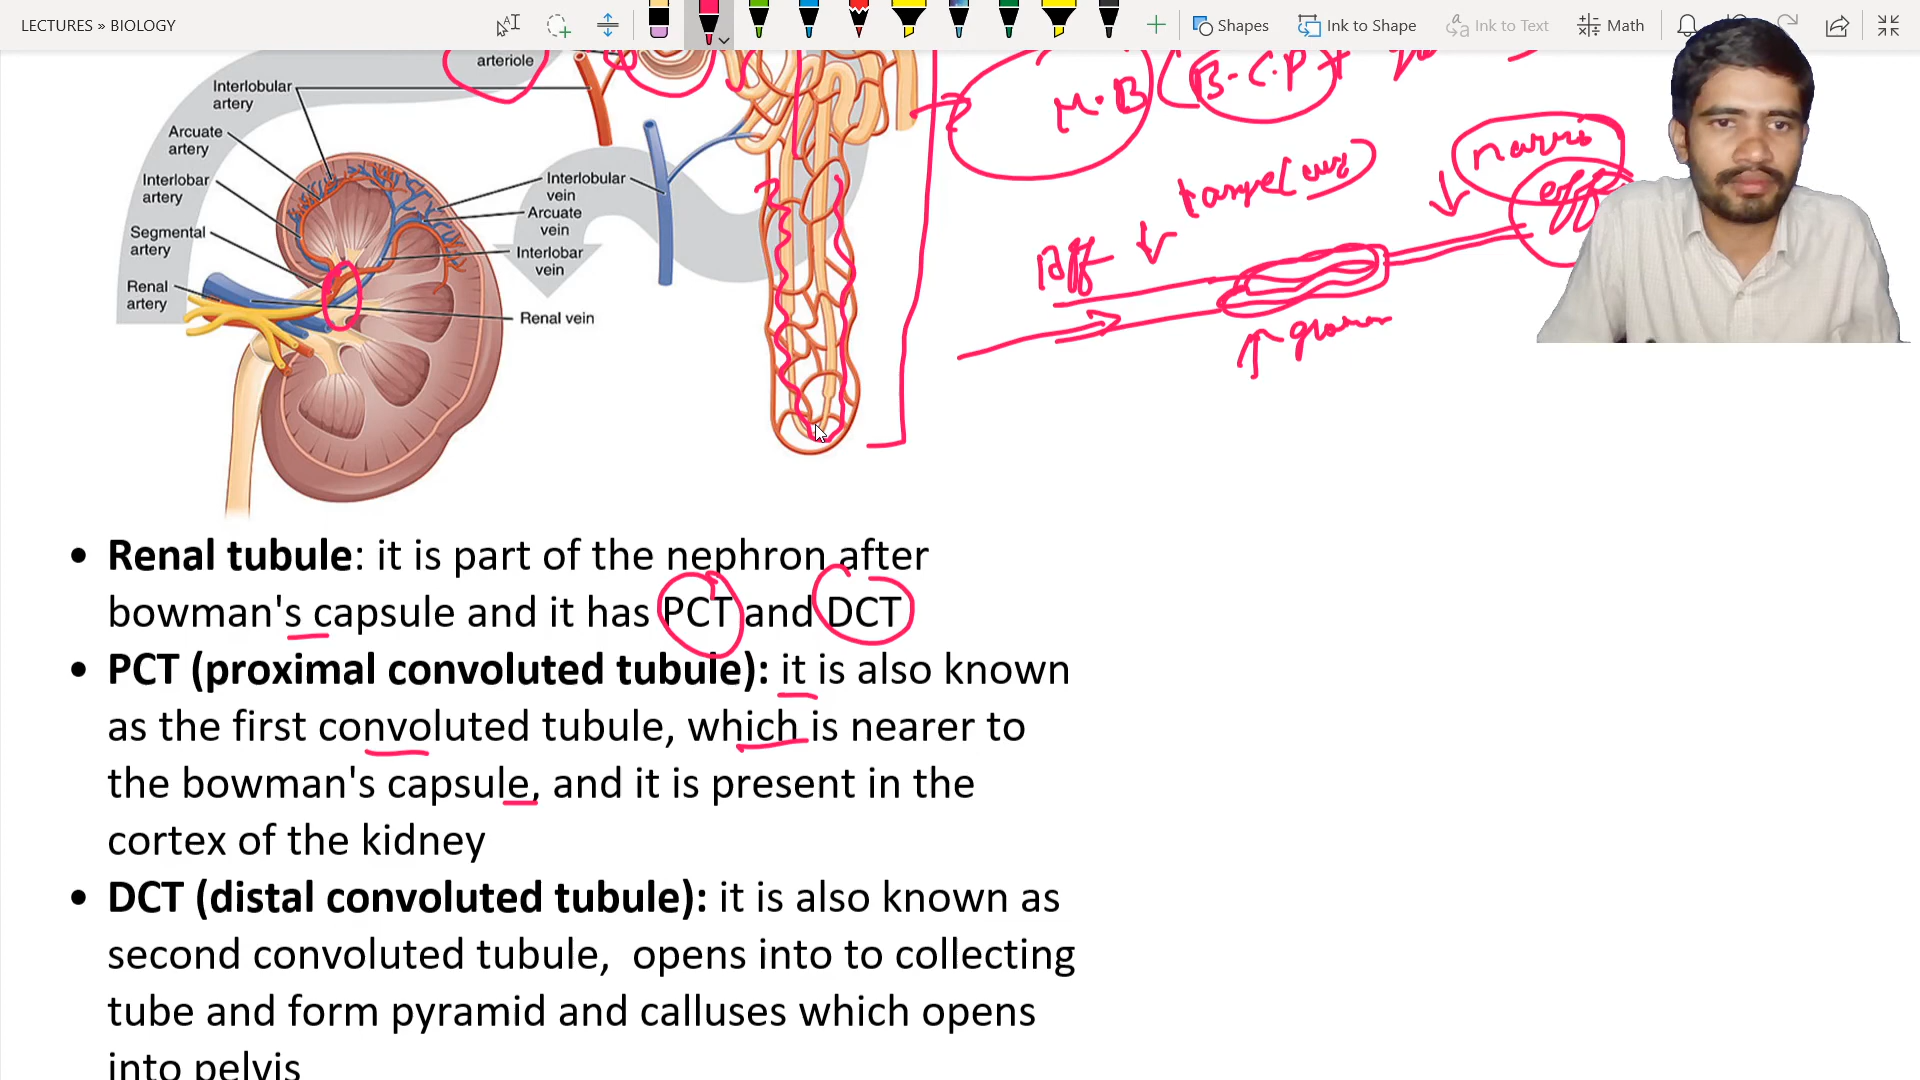 LECTURES » BIOLOGY
Shapes
Ink to Shape
Ink to Text
Math
arteriole
Interlobular
artery
Arcuate
artery
Interlobar
artery
Segmental
artery
Renal
artery
Interlobular
vein
Arcuate
vein
Interlobar
vein
Renal vein
M.B (B-C.P)
Aff
eff
• Renal tubule: it is part of the nephron after
bowman's capsule and it has PCT and DCT
• PCT (proximal convoluted tubule): it is also known
as the first convoluted tubule, which is nearer to
the bowman's capsule, and it is present in the
cortex of the kidney
• DCT (distal convoluted tubule): it is also known as
second convoluted tubule,  opens into to collecting
tube and form pyramid and calluses which opens
into pelvis